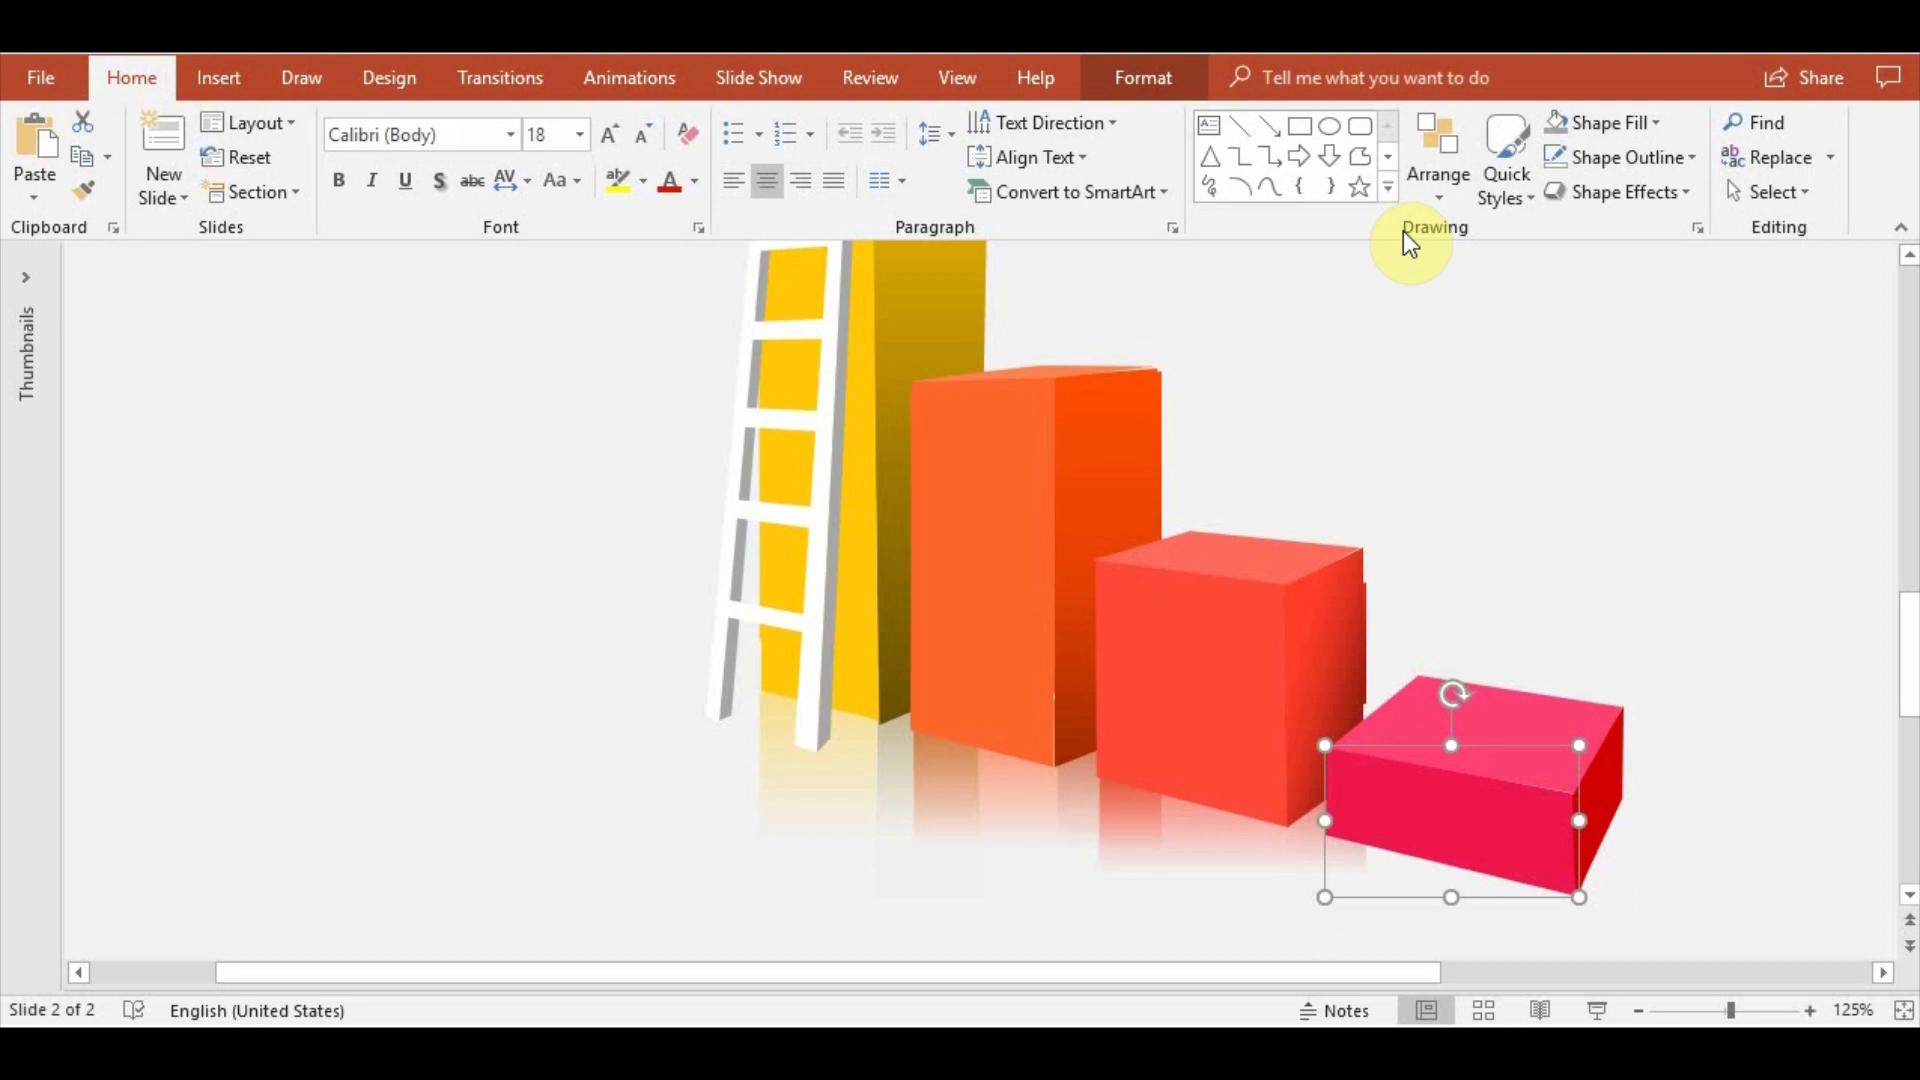 File Home Insert Draw Design Transitions Animations Slide Show Review View Help Format Tell me what you want to do Share
Paste
Clipboard
New
Slide
Layout
Reset
Section
Slides
Calibri (Body) 18
B I U S abc AV Aa
Font
Text Direction
Align Text
Convert to SmartArt
Paragraph
Arrange
Quick
Styles
Shape Fill
Shape Outline
Shape Effects
Drawing
Find
Replace
Select
Editing
Thumbnails
Slide 2 of 2 English (United States) Notes 125%